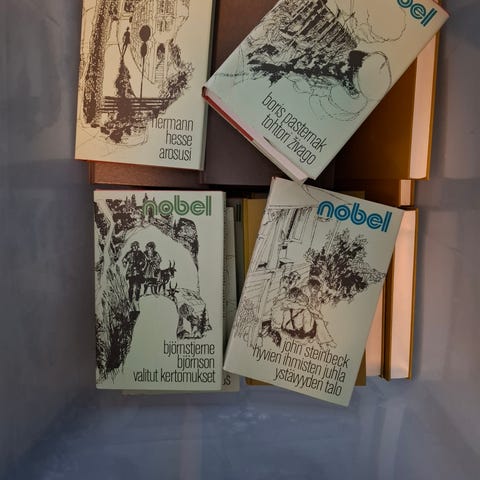 hermann
hesse
arosusi
nobel
boris pasternak
tohtori živago
nobel
björnstjerne
björnson
valitut kertomukset
nobel
john steinbeck
hyvien ihmisten juhla
ystävyyden talo